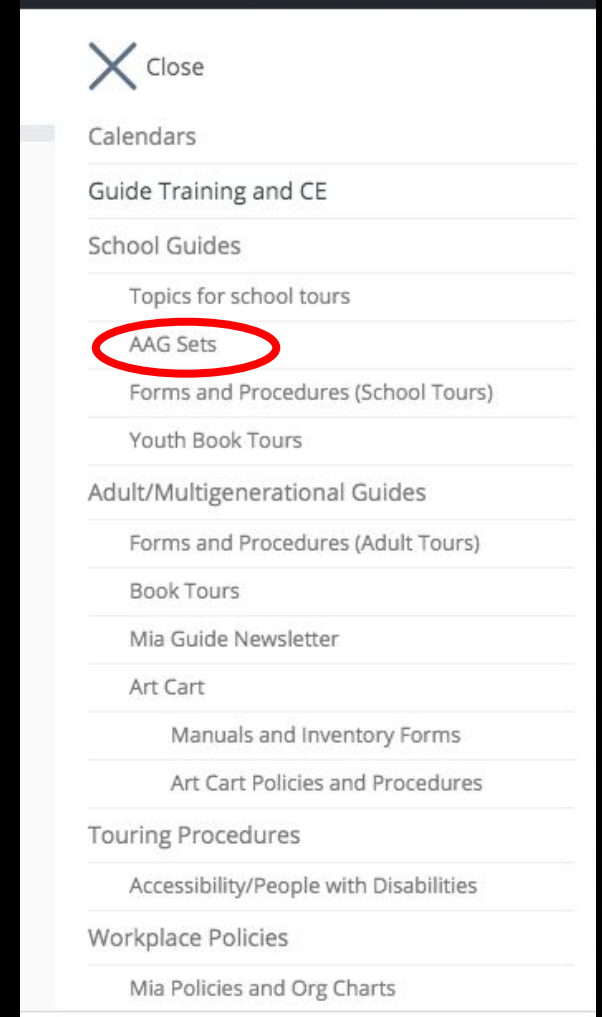 Close
Calendars
Guide Training and CE
School Guides
Topics for school tours
AAG Sets
Forms and Procedures (School Tours)
Youth Book Tours
Adult/Multigenerational Guides
Forms and Procedures (Adult Tours)
Book Tours
Mia Guide Newsletter
Art Cart
Manuals and Inventory Forms
Art Cart Policies and Procedures
Touring Procedures
Accessibility/People with Disabilities
Workplace Policies
Mia Policies and Org Charts